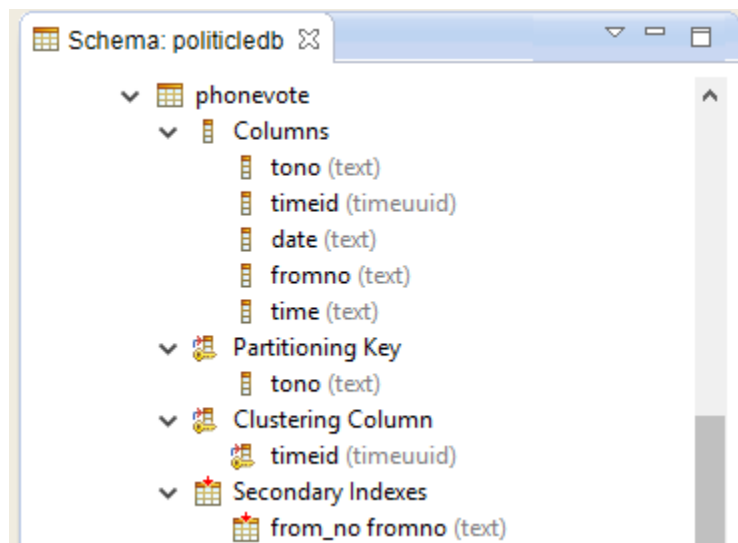 Schema: politicledb
phonevote
Columns
tono (text)
timeid (timeuuid)
date (text)
fromno (text)
time (text)
Partitioning Key
tono (text)
Clustering Column
timeid (timeuuid)
Secondary Indexes
from_no fromno (text)